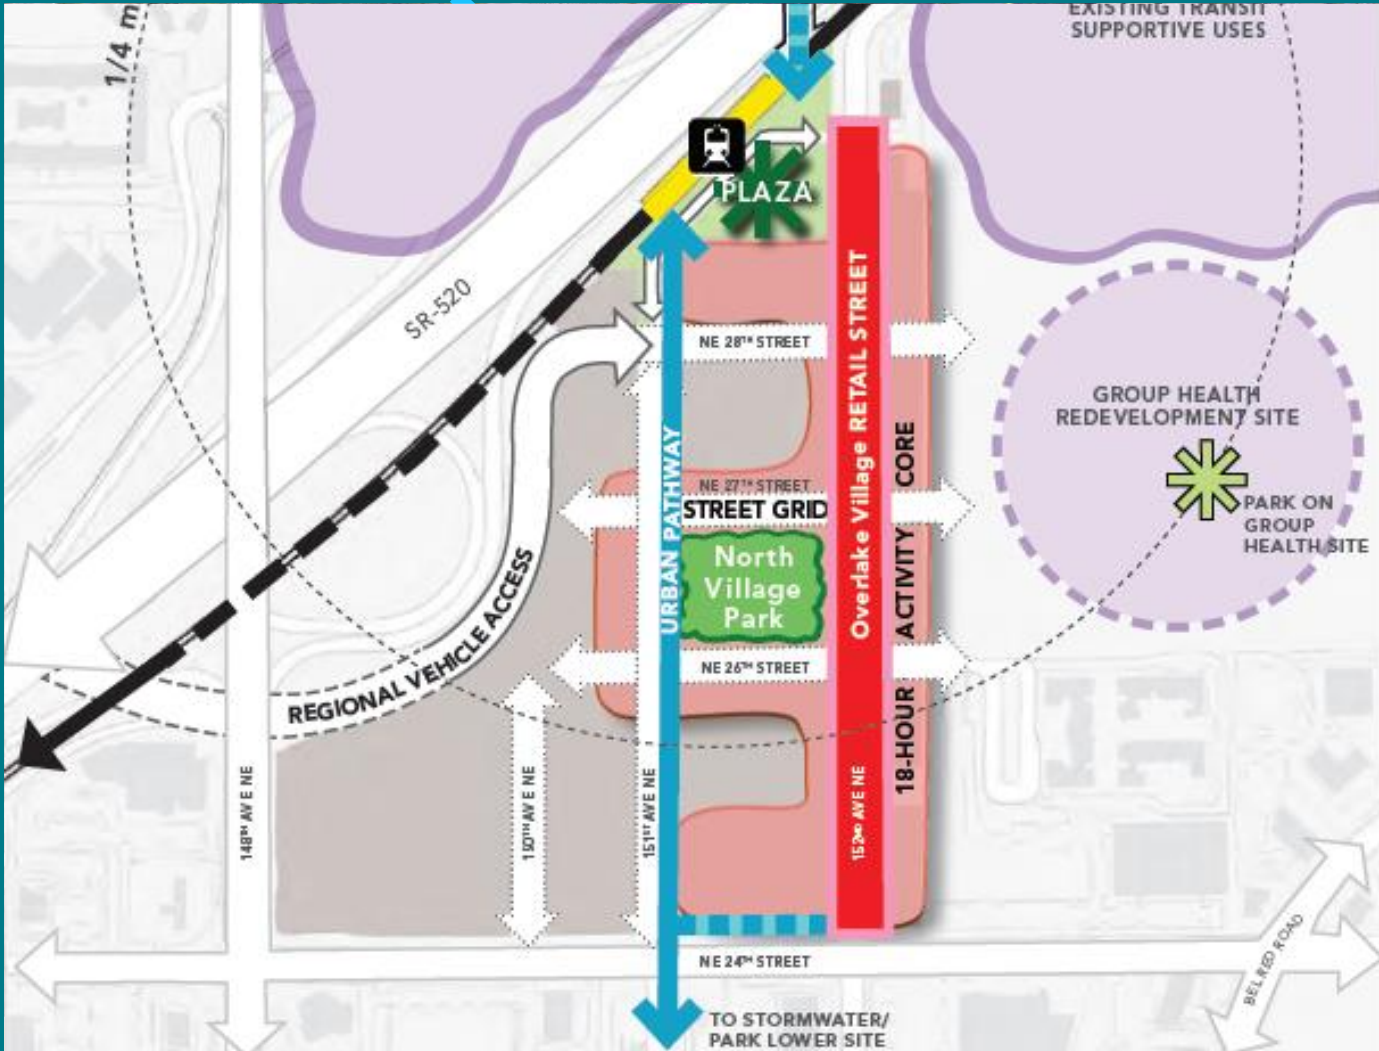 1/4 m
EXISTING TRANSIT
SUPPORTIVE USES
PLAZA
SR-520
NE 28TH STREET
Overlake Village RETAIL STREET
GROUP HEALTH
REDEVELOPMENT SITE
NE 27TH STREET
STREET GRID
URBAN PATHWAY
18-HOUR ACTIVITY CORE
PARK ON
GROUP
HEALTH SITE
North
Village
Park
REGIONAL VEHICLE ACCESS
NE 26TH STREET
148TH AVE NE
150TH AVE NE
151ST AVE NE
152ND AVE NE
NE 24TH STREET
BEL RED ROAD
TO STORMWATER/
PARK LOWER SITE